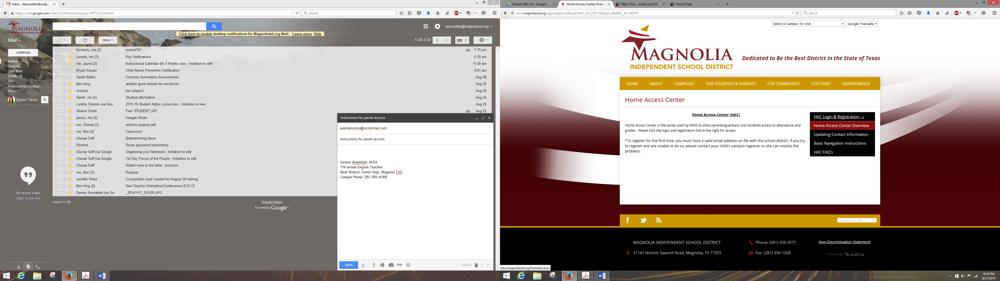 Inbox - daounallah@mag...
https://mail.google.com/mail/u/0/#inbox?compose=14f71e1b134cb06c
Search
MAGNOLIA
INDEPENDENT SCHOOL DISTRICT
daounallah@magnoliaisd.org
Click here to enable desktop notifications for Magnoliaisd.org Mail. Learn more Hide
Mail
More
1–22 of 22
COMPOSE
Inbox
Starred
Sent Mail
Drafts (1)
504
Professional Develop...
More
Dennis Yamel
Kimberly, me (2) remind101 7:10 pm
Loretta, me (3) Key Verifications 5:59 pm
me, Jayna (2) Instructional Calendar 4th 9 Weeks.xlsx - Invitation to edit 11:49 am
Bryan Cooper Child Abuse Prevention Certification 9:01 am
Sarah Bellini Common Summative Assessments Aug 26
Ben King another good website for non-fiction Aug 25
Jessica (no subject) Aug 25
Sarah, me (5) Student Information Aug 25
Loretta Orlando (via Goo. 2015-16 Student Alpha Locker.xlsx - Invitation to view Aug 25
Sharon Smith Fwd: STUDENT LIST Aug 25
james, me (2) Kaegan Sloan
me, Cherae (3) authors purpose.pdf
me, Ben (2) Classroom
Cherae Goff Brainstorming Ideas
Remind Reset password instructions
Cherae Goff (via Google . Organizing your Notebook - Invitation to edit
Cherae Goff (via Google . 1st Day Pieces of the Puzzle - Invitation to edit
Cherae Goff Added more to the letter...brochure
me, Ben (3) Request
Jennifer Ward Composition book needed for August 20 training
Ben King (2) New Teacher Orientation/Conferences 8/12-13
Dennis Aounallah (via Go. _20141117_101520.JPG
No recent chats
Start a new one
Using 0.12 GB
Program Policies
Powered by Google™
Instructions for parent access
jeannahuston@rocketmail.com
Instructions for parent access
Dennis Aounallah, M.Ed.
7th Grade English Teacher
Bear Branch Junior High, Magnolia ISD
Campus Phone: 281-356-6088
Send
Saved
Shared with me - Google ...
Home Access Center Over...
http://hac....meAccess%2f
Home Page
www.magnoliaisd.org/apps/pages/index.jsp?uREC_ID=259710&type=d&pREC_ID=589745
Search
Select A Campus To Visit
Google Translate
MAGNOLIA
INDEPENDENT SCHOOL DISTRICT
Dedicated to Be the Best District in the State of Texas
HOME ABOUT CAMPUSES FOR STUDENTS & PARENTS FOR COMMUNITY FOR STAFF DEPARTMENTS
Home Access Center
Home Access Center (HAC)
Home Access Center is the portal used by MISD to allow parents/guardians and students access to attendance and
grades. Please click the login and registration link to the right for access.
*To register for the first time, you must have a valid email address on file with the school district. If you try
to register and are unable to do so, please contact your child's campus registrar so she can resolve the
problem.
HAC Login & Registration →
Home Access Center Overview
Updating Contact Information
Basic Navigation Instructions
HAC FAQ's
Search this site
MAGNOLIA INDEPENDENT SCHOOL DISTRICT
31141 Nichols Sawmill Road, Magnolia, TX 77355
Phone: (281) 356-3571
Fax: (281) 356-1328
Non-Discrimination Statement
Powered by edlio
hac.magnoliaisd.org/homeAccess/
8:18 PM
8/27/2015